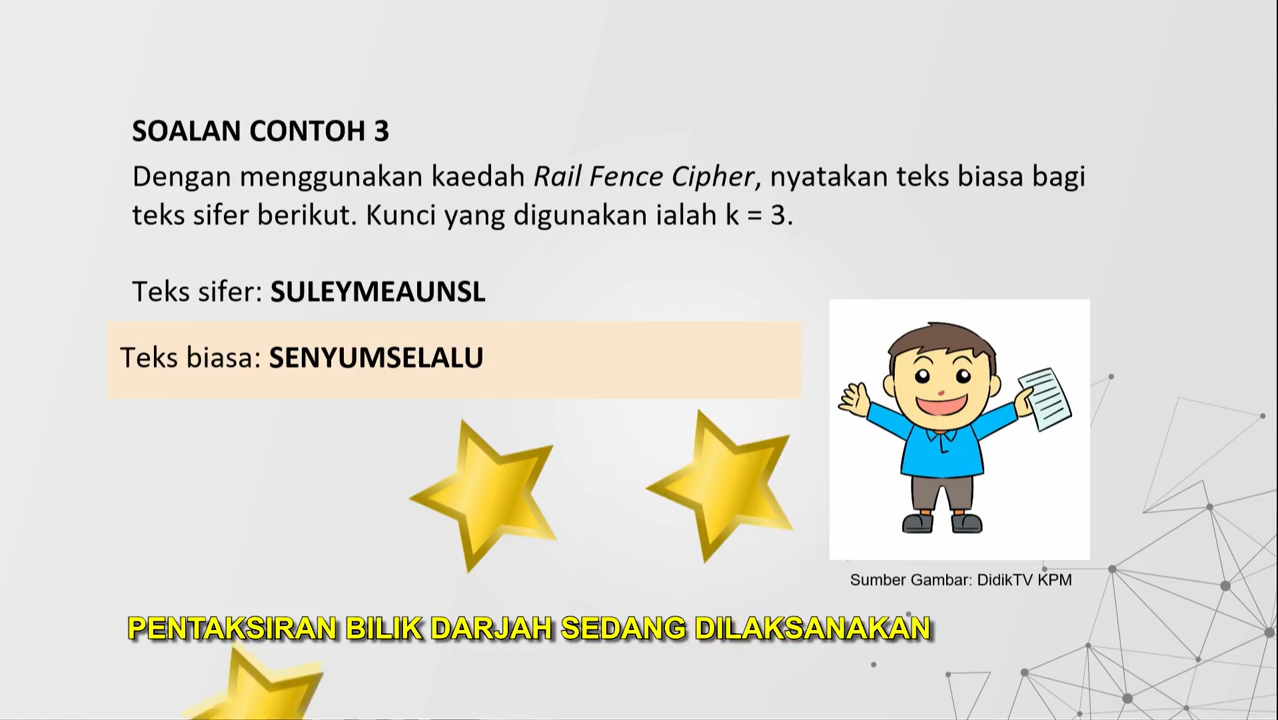 SOALAN CONTOH 3
Dengan menggunakan kaedah Rail Fence Cipher, nyatakan teks biasa bagi
teks sifer berikut. Kunci yang digunakan ialah k = 3.
Teks sifer: SULEYMEAUNSL
Teks biasa: SENYUMSELALU
Sumber Gambar: DidikTV KPM
PENTAKSIRAN BILIK DARJAH SEDANG DILAKSANAKAN